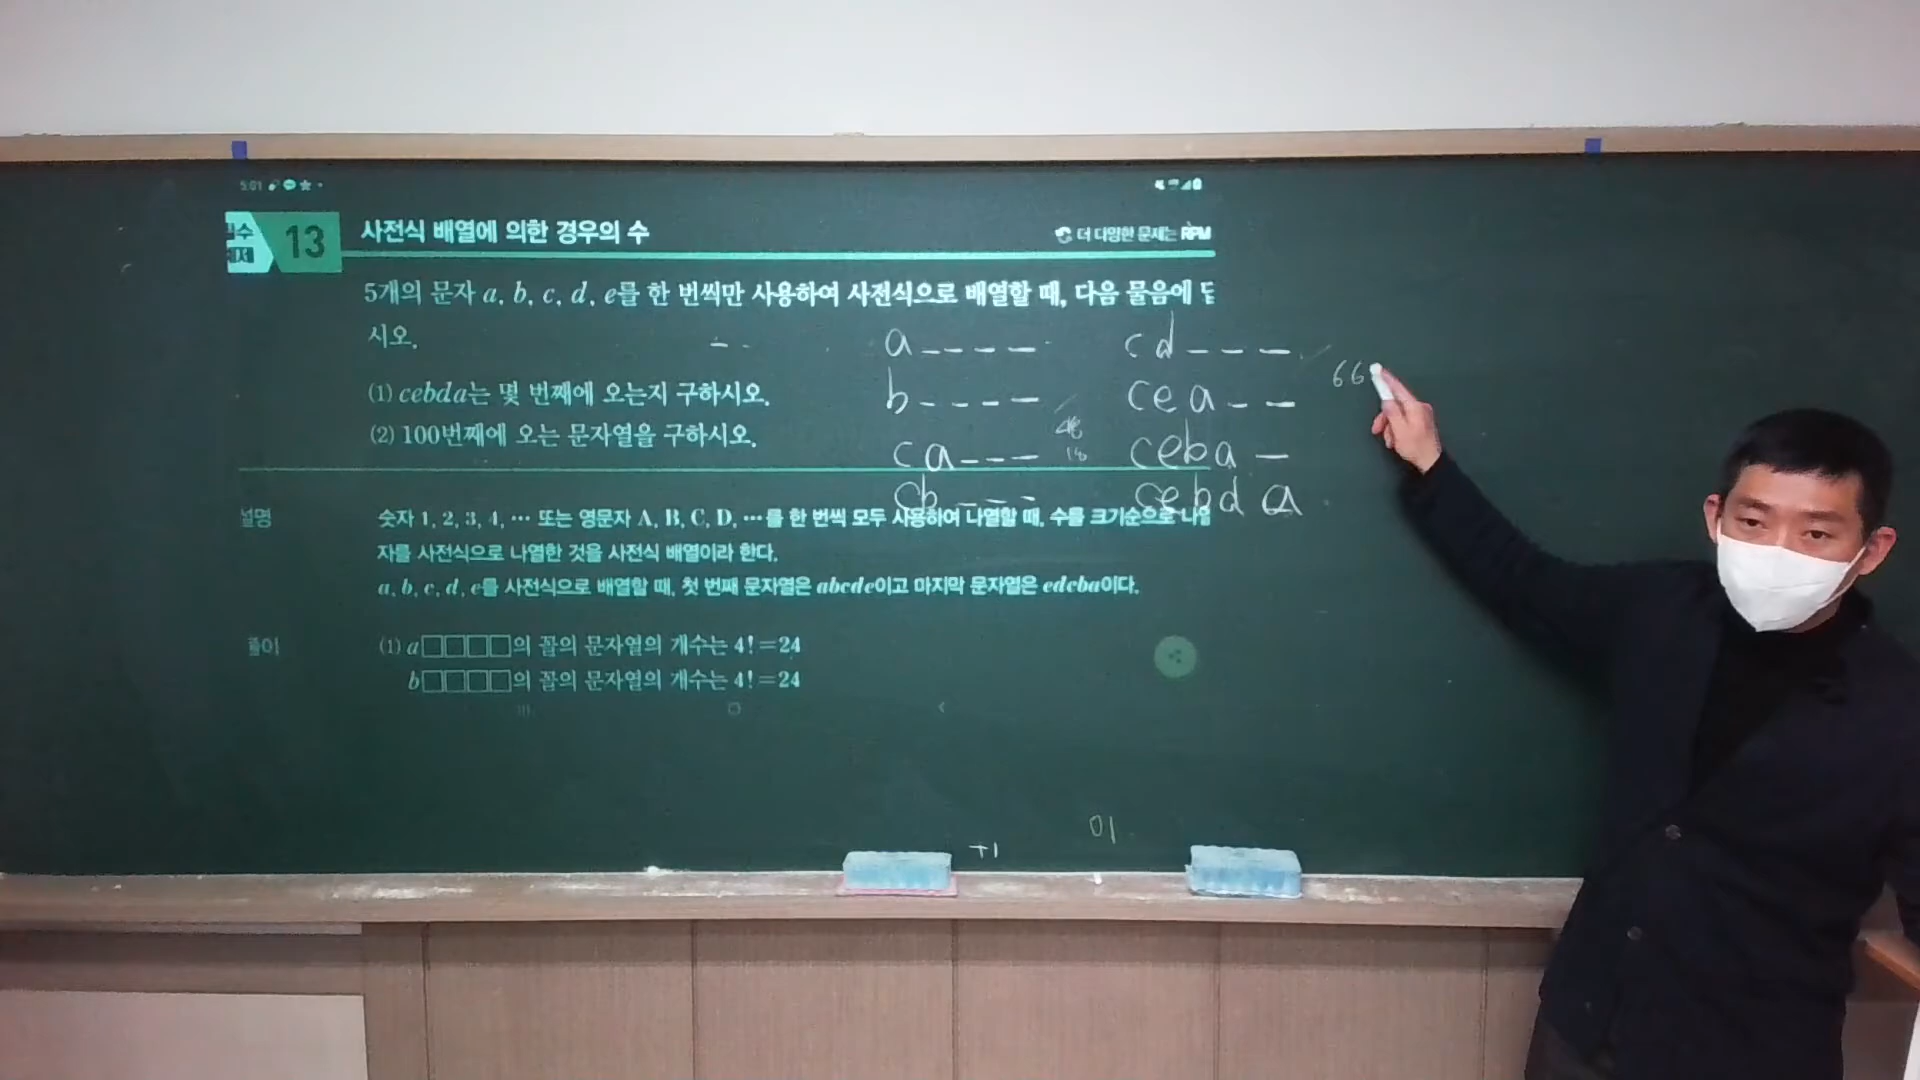 5:01
필수 예제 13 사전식 배열에 의한 경우의 수
더 다양한 문제는 RPM
5개의 문자 a, b, c, d, e를 한 번씩만 사용하여 사전식으로 배열할 때, 다음 물음에 답
시오.
(1) cebda는 몇 번째에 오는지 구하시오.
(2) 100번째에 오는 문자열을 구하시오.
a _ _ _ _
b _ _ _ _
c a _ _ _
cb _ _ _
48
18
c d _ _ _
c e a _ _
c e b a _
c e b d a
66
설명
숫자 1, 2, 3, 4, ⋯ 또는 영문자 A, B, C, D, ⋯를 한 번씩 모두 사용하여 나열할 때, 수를 크기순으로 나열
자를 사전식으로 나열한 것을 사전식 배열이라 한다.
a, b, c, d, e를 사전식으로 배열할 때, 첫 번째 문자열은 abcde이고 마지막 문자열은 edcba이다.
풀이
(1) a□□□□의 꼴의 문자열의 개수는 4!=24
b□□□□의 꼴의 문자열의 개수는 4!=24
+1
01